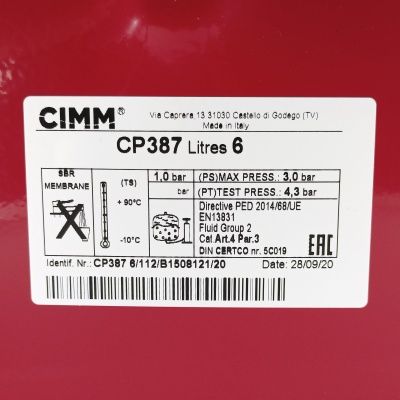 CIMM®
Via Caprera,13 31030 Castello di Godego (TV)
Made in Italy
CP387 Litres 6
SBR
MEMBRANE
(TS)
+ 90°C
-10°C
1,0 bar
(PS)MAX PRESS.: 3,0 bar
bar
(PT)TEST PRESS.: 4,3 bar
Directive PED 2014/68/UE
EN13831
Fluid Group 2
Cat.Art.4 Par.3
DIN CERTCO nr. 5C019
EAC
Identif. Nr.: CP387 6/112/B1508121/20
Date: 28/09/20